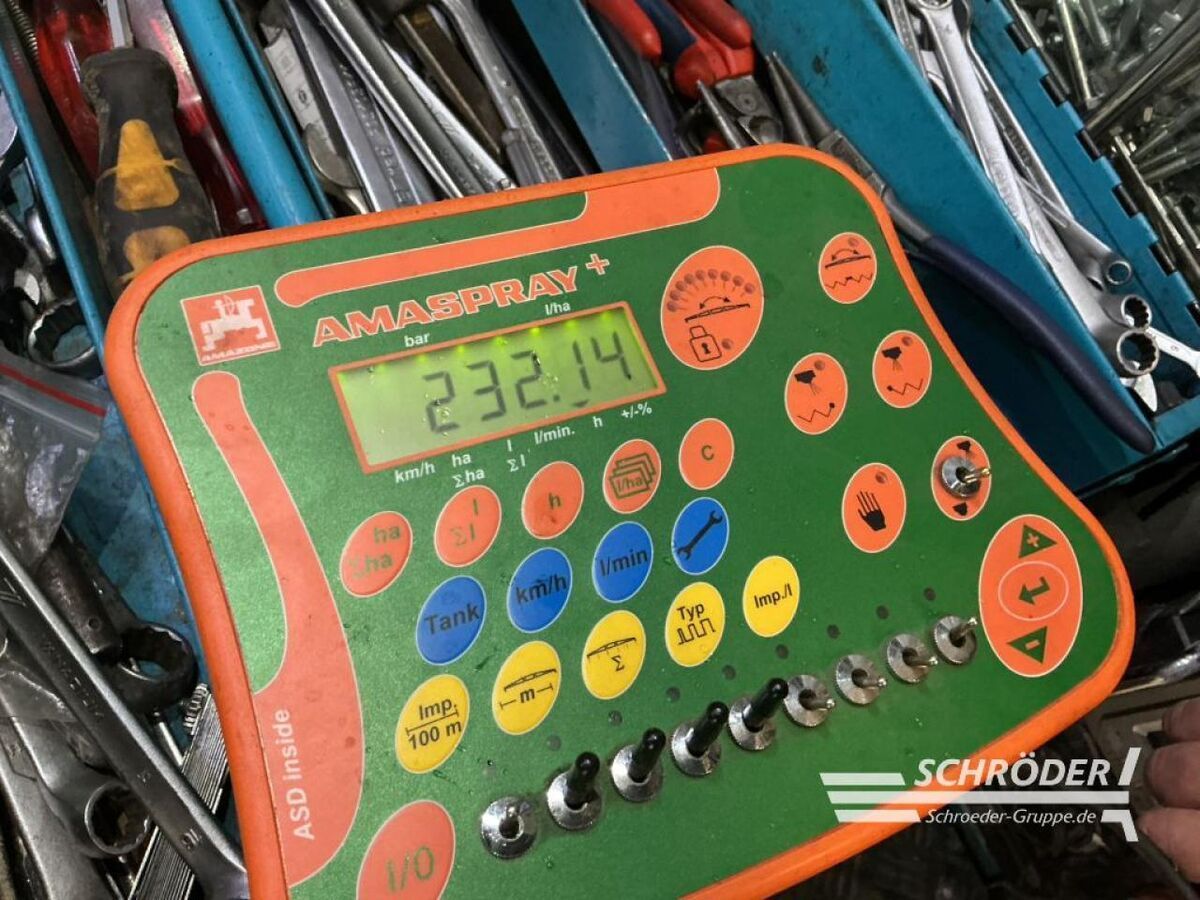 AMAZONE
AMASPRAY+
bar
l/ha
232.14
km/h
ha
Σha
l
Σl
l/min.
h
+/-%
ha
Σha
l
Σl
h
l/ha
C
Tank
km/h
l/min
Imp
100 m
m
Σ
Typ
Imp./l
ASD inside
I/O
SCHRÖDER
Schroeder-Gruppe.de